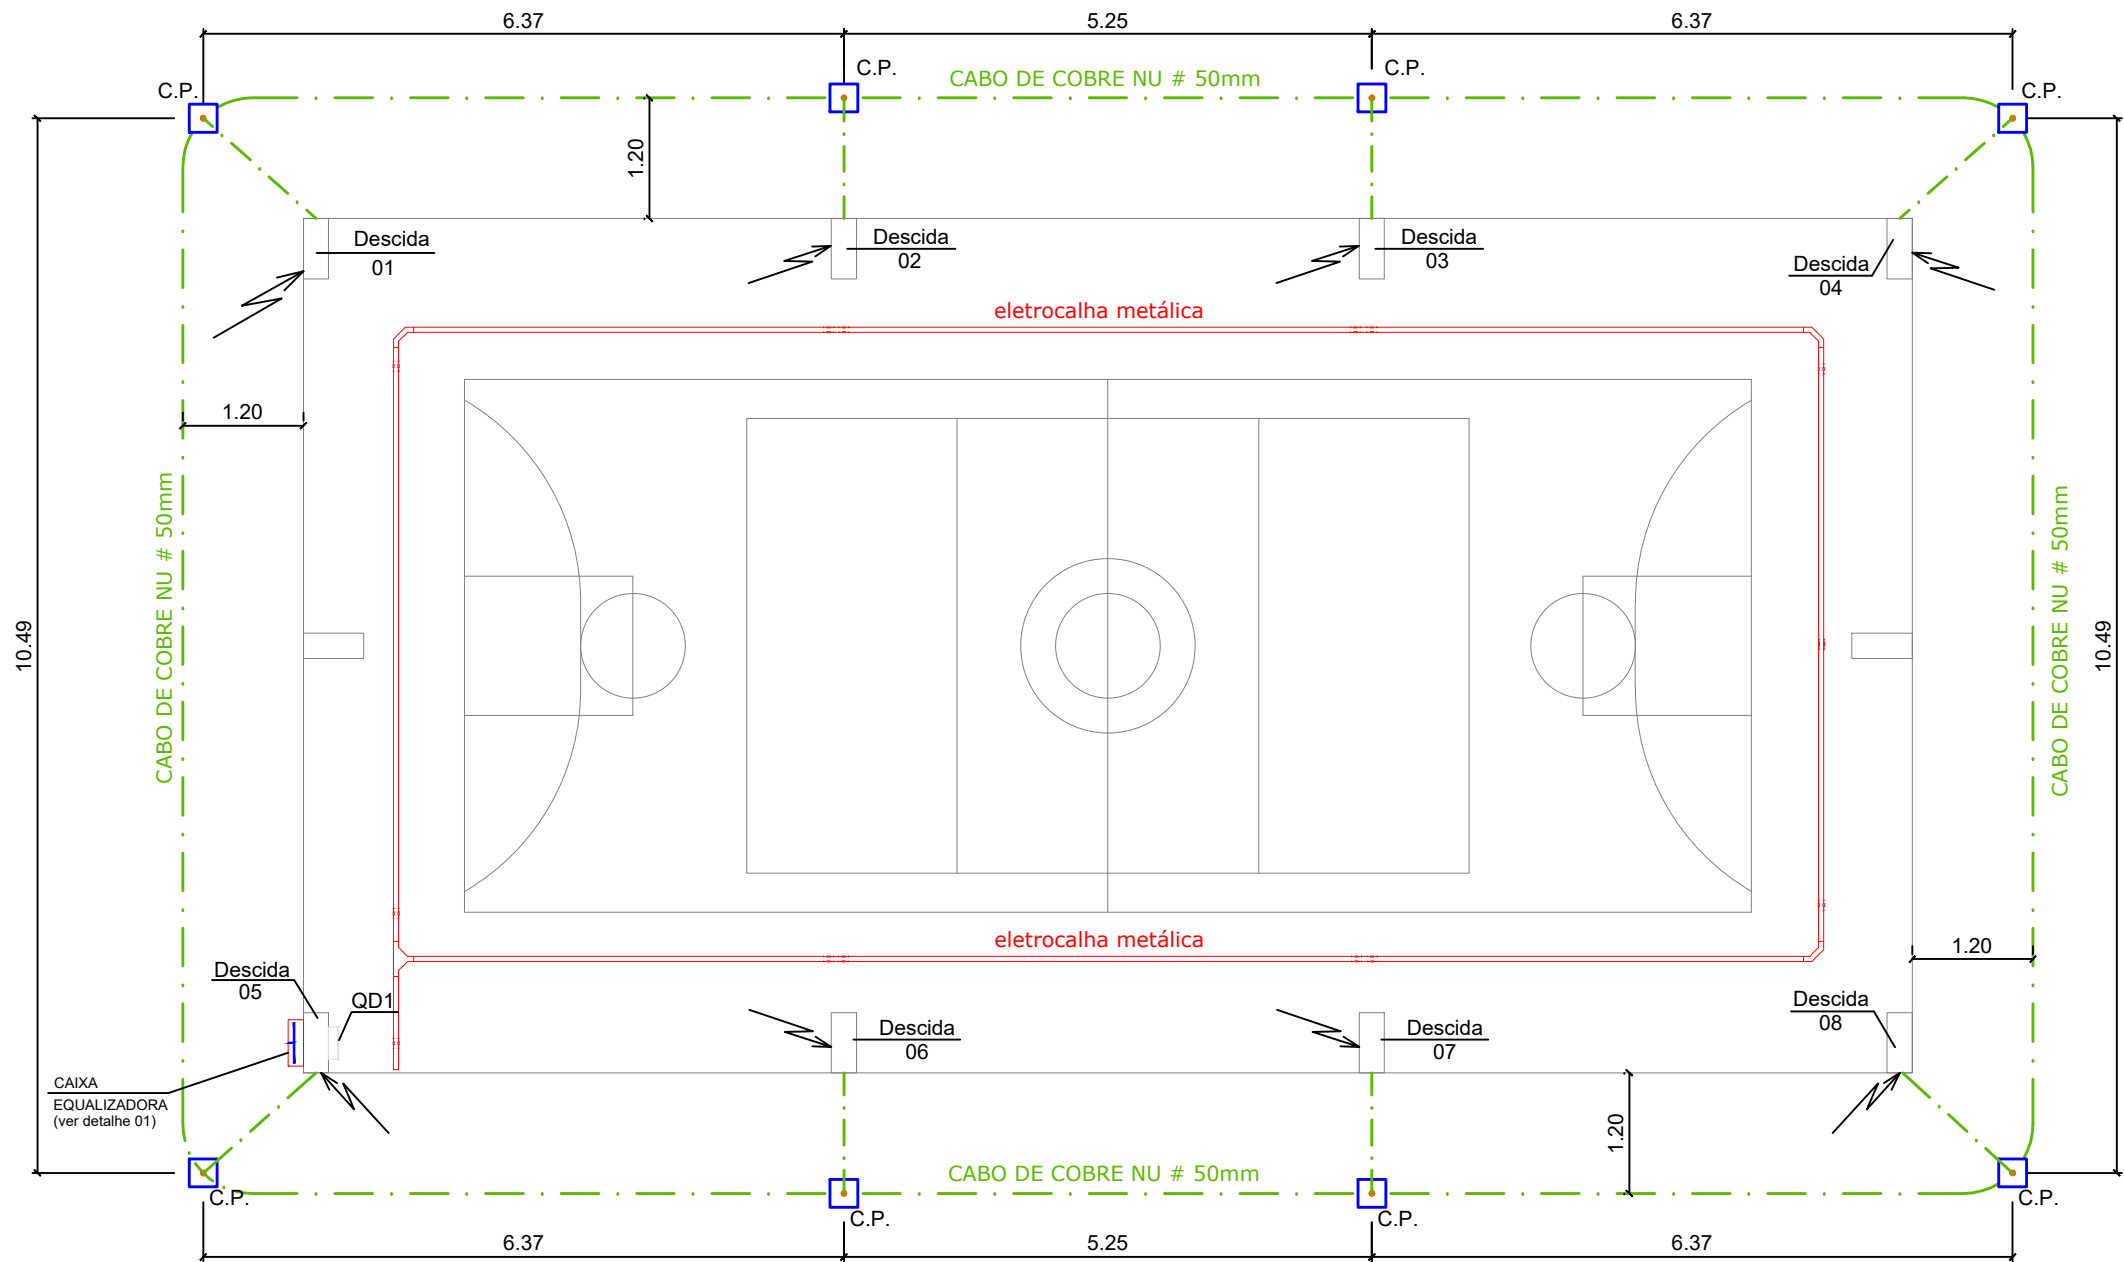 6.37
5.25
6.37
C.P.
C.P.
CABO DE COBRE NU # 50mm
C.P.
C.P.
1.20
Descida
01
Descida
02
Descida
03
Descida
04
eletrocalha metálica
1.20
CABO DE COBRE NU # 50mm
CABO DE COBRE NU # 50mm
10.49
10.49
eletrocalha metálica
1.20
Descida
05
QD1
Descida
06
Descida
07
Descida
08
CAIXA
EQUALIZADORA
(ver detalhe 01)
1.20
CABO DE COBRE NU # 50mm
C.P.
C.P.
C.P.
C.P.
6.37
5.25
6.37